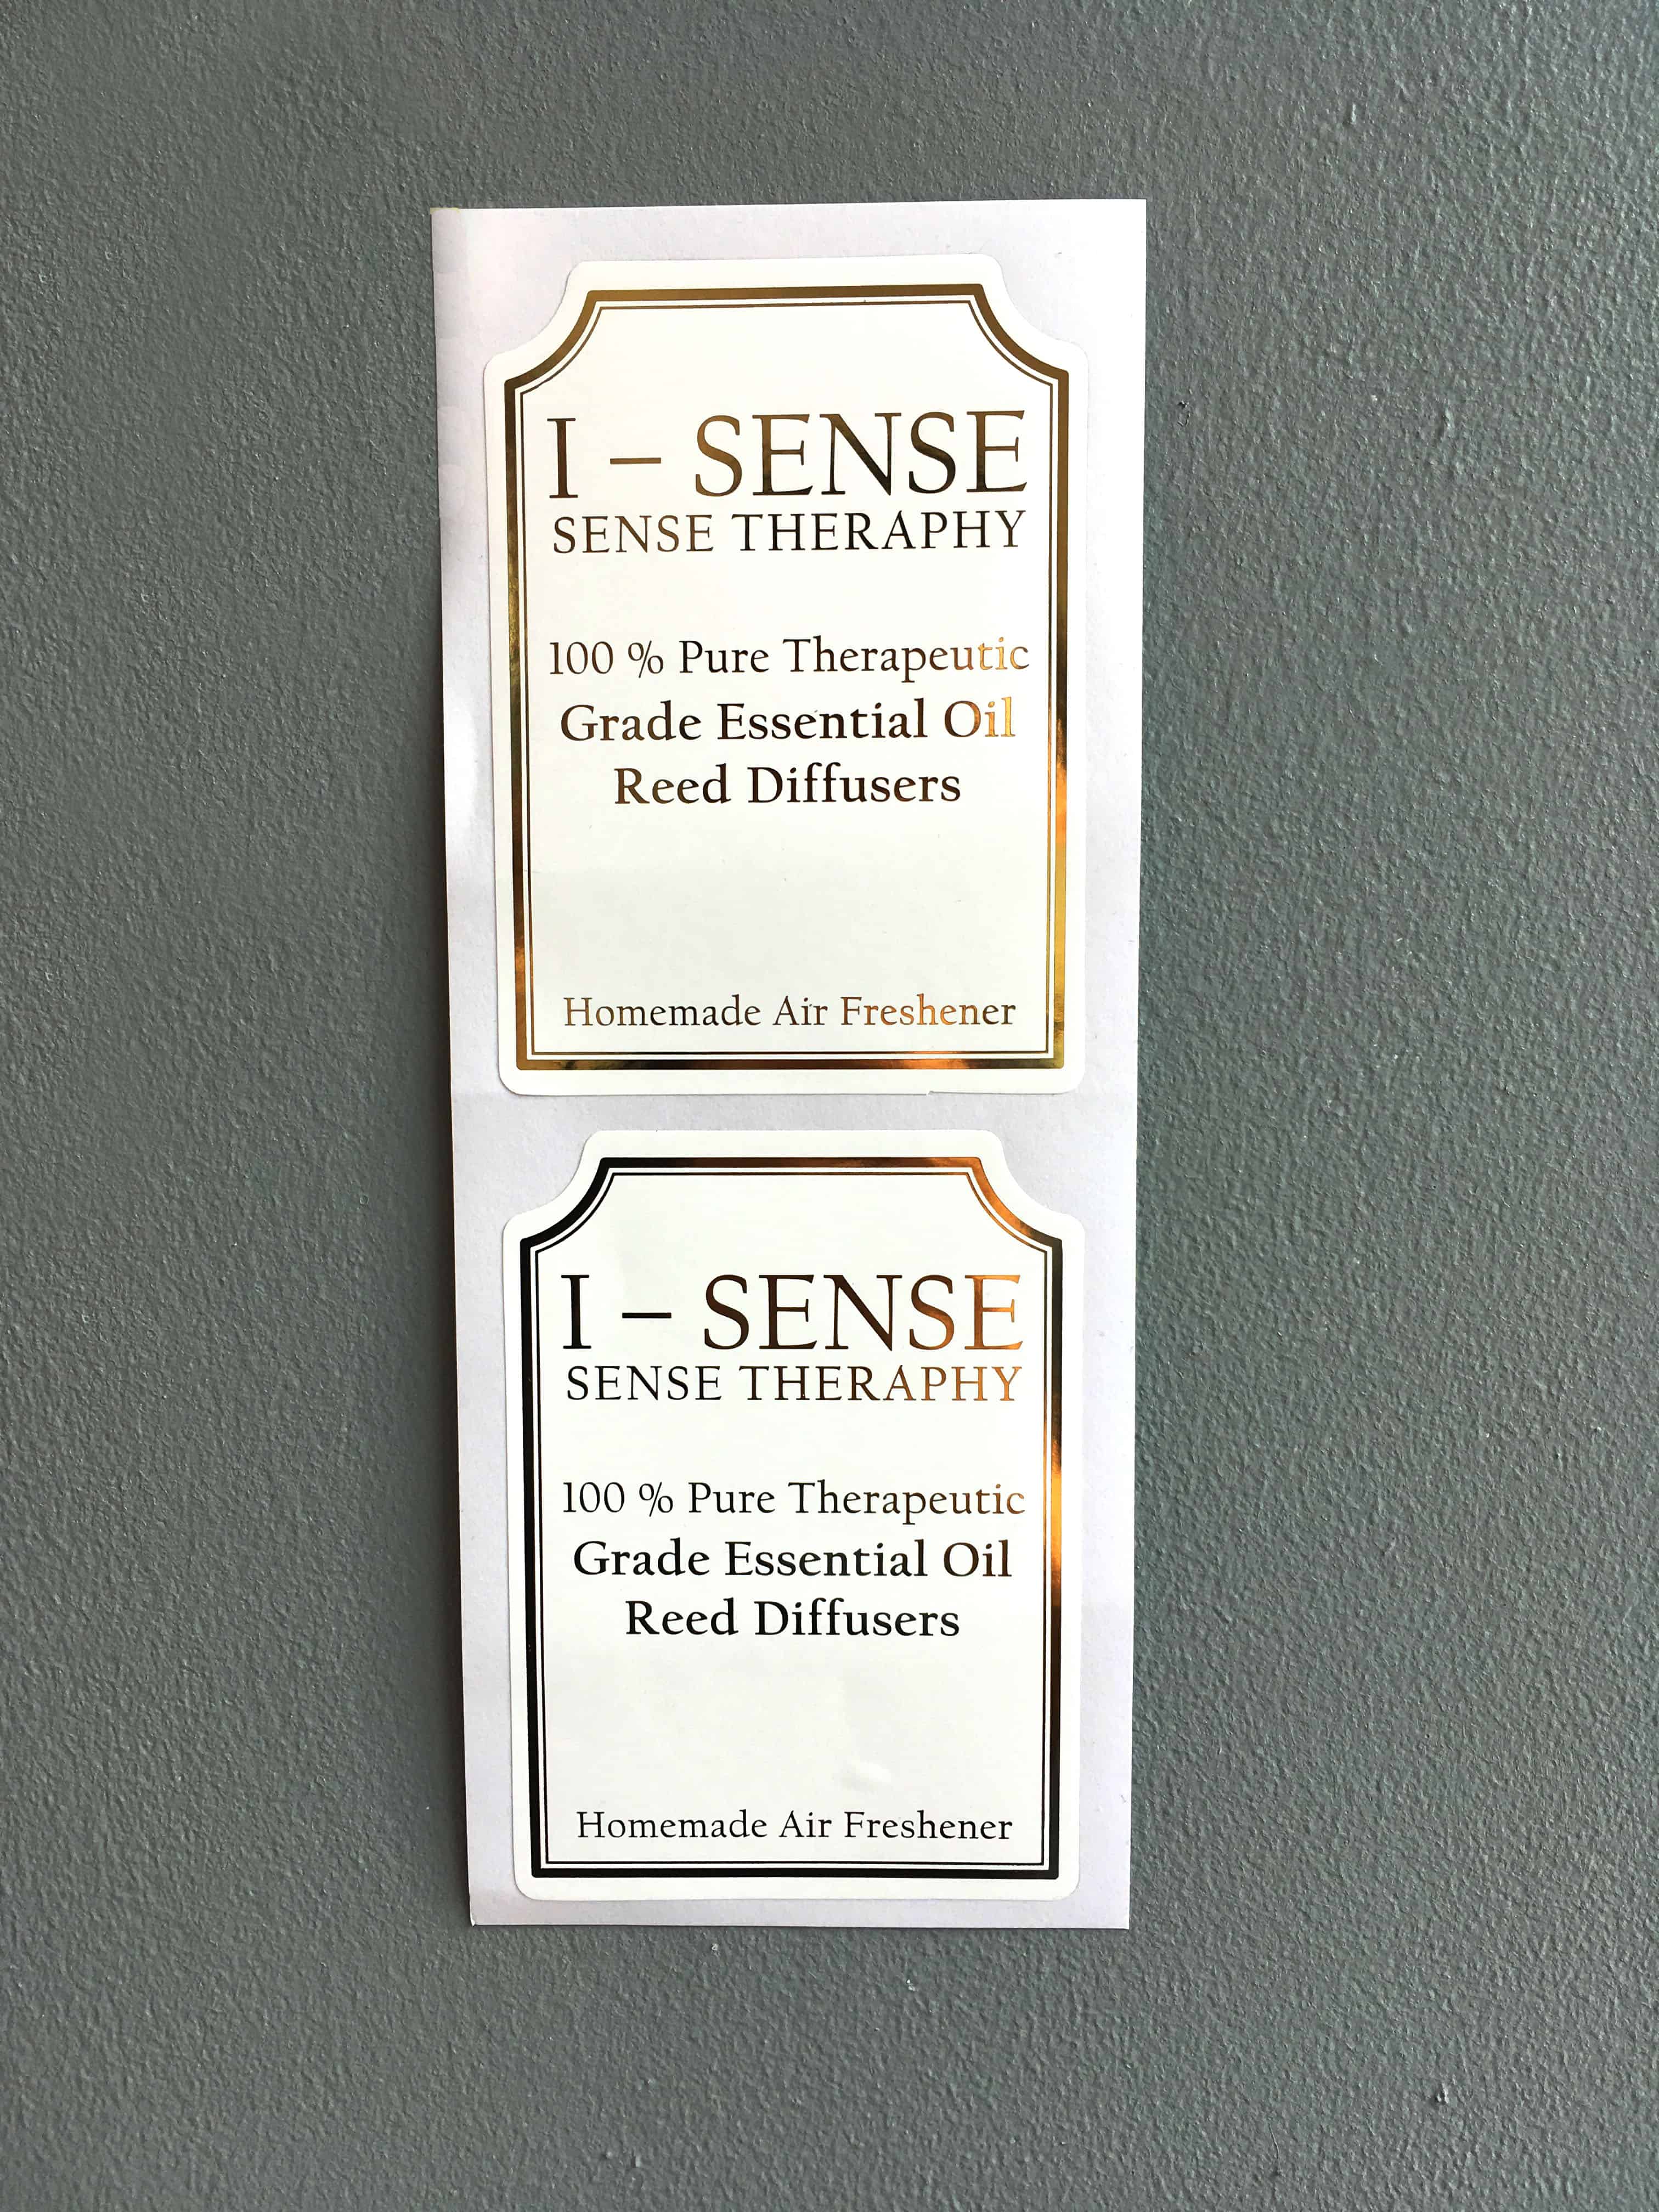 I – SENSE
SENSE THERAPHY
100 % Pure Therapeutic
Grade Essential Oil
Reed Diffusers
Homemade Air Freshener
I – SENSE
SENSE THERAPHY
100 % Pure Therapeutic
Grade Essential Oil
Reed Diffusers
Homemade Air Freshener